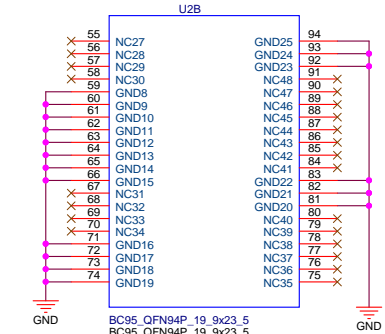 U2B
55 NC27 GND25 94
56 NC28 GND24 93
57 NC29 GND23 92
58 NC30 NC48 91
59 GND8 NC47 90
60 GND9 NC46 89
61 GND10 NC45 88
62 GND11 NC44 87
63 GND12 NC43 86
64 GND13 NC42 85
65 GND14 NC41 84
66 GND15 GND22 83
67 NC31 GND21 82
68 NC32 GND20 81
69 NC33 NC40 80
70 NC34 NC39 79
71 GND16 NC38 78
72 GND17 NC37 77
73 GND18 NC36 76
74 GND19 NC35 75
GND
GND
BC95_QFN94P_19_9x23_5
BC95_QFN94P_19_9x23_5